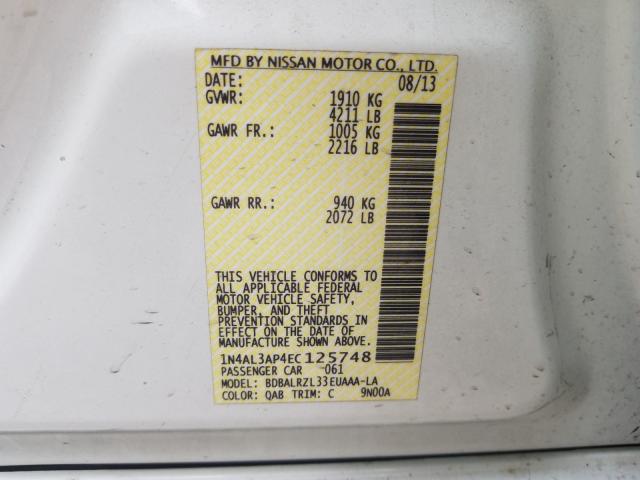 MFD BY NISSAN MOTOR CO., LTD.
DATE: 08/13
GVWR: 1910 KG
4211 LB
GAWR FR.: 1005 KG
2216 LB
GAWR RR.: 940 KG
2072 LB
THIS VEHICLE CONFORMS TO
ALL APPLICABLE FEDERAL
MOTOR VEHICLE SAFETY,
BUMPER, AND THEFT
PREVENTION STANDARDS IN
EFFECT ON THE DATE OF
MANUFACTURE SHOWN ABOVE.
1N4AL3AP4EC125748
PASSENGER CAR 061
MODEL: BDBALRZL33EUAAA-LA
COLOR: QAB TRIM: C 9N00A